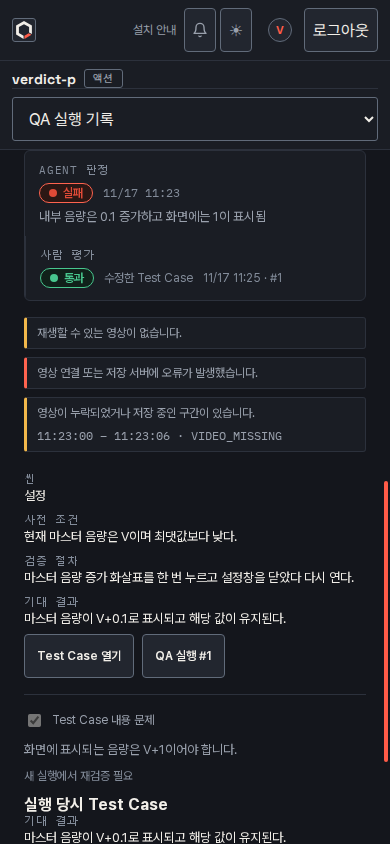 설치 안내
V
로그아웃
verdict-p 액션
QA 실행 기록
AGENT 판정
실패 11/17 11:23
내부 음량은 0.1 증가하고 화면에는 1이 표시됨
사람 평가
통과 수정한 Test Case 11/17 11:25 · #1
재생할 수 있는 영상이 없습니다.
영상 연결 또는 저장 서버에 오류가 발생했습니다.
영상이 누락되었거나 저장 중인 구간이 있습니다.
11:23:00 – 11:23:06 · VIDEO_MISSING
씬
설정
사전 조건
현재 마스터 음량은 V이며 최댓값보다 낮다.
검증 절차
마스터 음량 증가 화살표를 한 번 누르고 설정창을 닫았다 다시 연다.
기대 결과
마스터 음량이 V+0.1로 표시되고 해당 값이 유지된다.
Test Case 열기 QA 실행 #1
Test Case 내용 문제
화면에 표시되는 음량은 V+1이어야 합니다.
새 실행에서 재검증 필요
실행 당시 Test Case
기대 결과
마스터 음량이 V+0.1로 표시되고 해당 값이 유지된다.